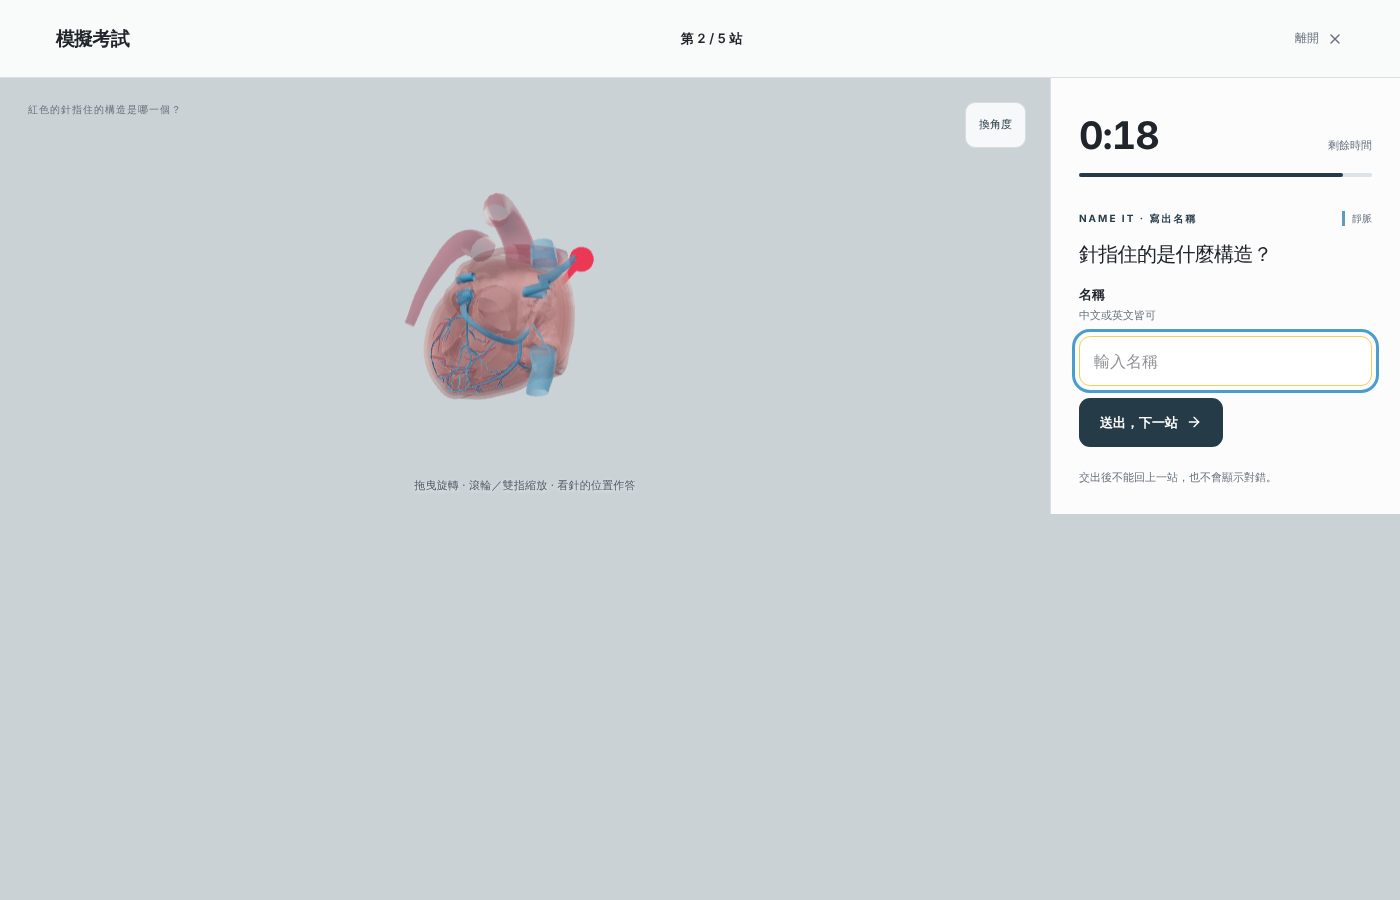 模擬考試
第 2 / 5 站
離開
紅色的針指住的構造是哪一個？
換角度
拖曳旋轉 · 滾輪／雙指縮放 · 看針的位置作答
0:18
剩餘時間
NAME IT · 寫出名稱
靜脈
針指住的是什麼構造？
名稱
中文或英文皆可
輸入名稱
送出，下一站
交出後不能回上一站，也不會顯示對錯。